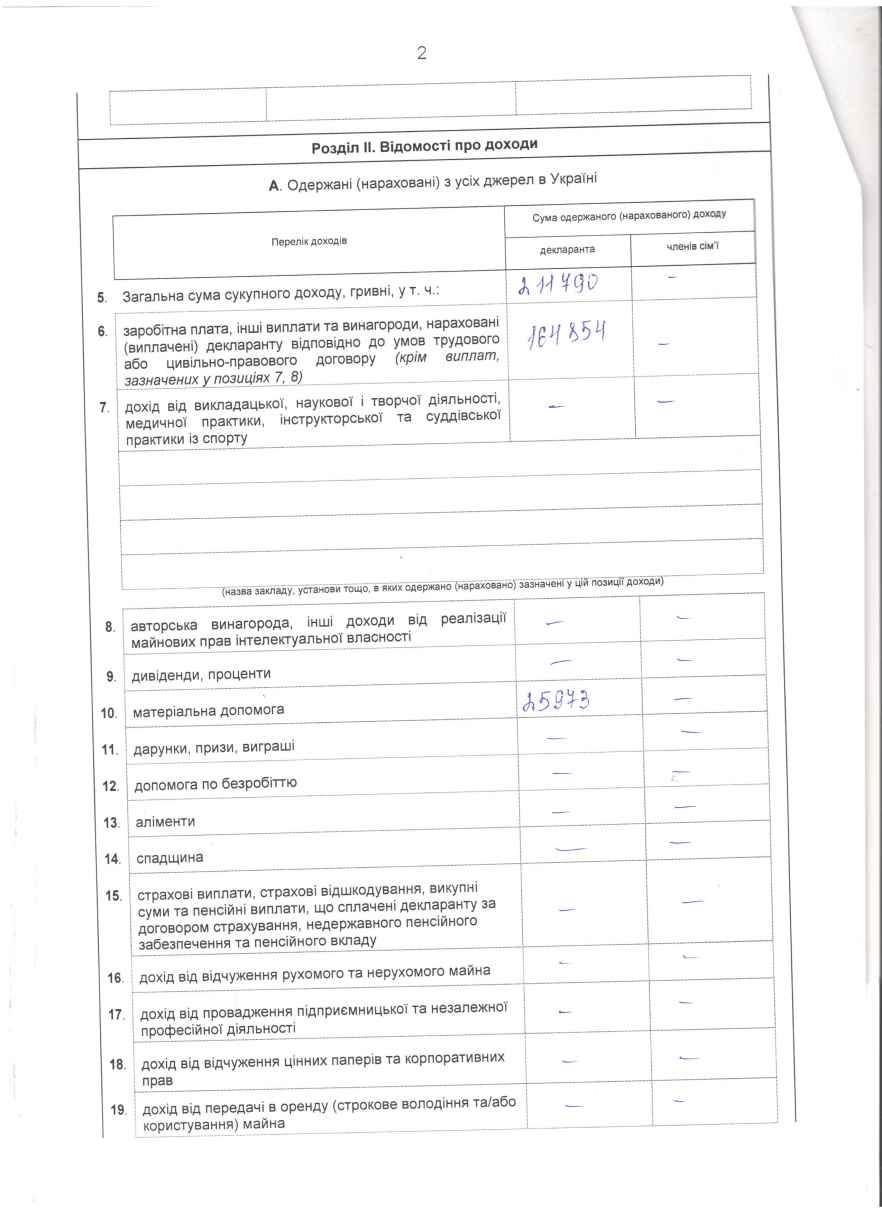 2
Розділ II. Відомості про доходи
А. Одержані (нараховані) з усіх джерел в Україні
Перелік доходів
Сума одержаного (нарахованого) доходу
декларанта
членів сім'ї
5. Загальна сума сукупного доходу, гривні, у т. ч.: 211790 –
6. заробітна плата, інші виплати та винагороди, нараховані
(виплачені) декларанту відповідно до умов трудового
або цивільно-правового договору (крім виплат,
зазначених у позиціях 7, 8)
164854 –
7. дохід від викладацької, наукової і творчої діяльності,
медичної практики, інструкторської та суддівської
практики із спорту
– –
(назва закладу, установи тощо, в яких одержано (нараховано) зазначені у цій позиції доходи)
8. авторська винагорода, інші доходи від реалізації
майнових прав інтелектуальної власності
– –
9. дивіденди, проценти – –
10. матеріальна допомога 25973 –
11. дарунки, призи, виграші – –
12. допомога по безробіттю – –
13. аліменти – –
14. спадщина – –
15. страхові виплати, страхові відшкодування, викупні
суми та пенсійні виплати, що сплачені декларанту за
договором страхування, недержавного пенсійного
забезпечення та пенсійного вкладу
– –
16. дохід від відчуження рухомого та нерухомого майна – –
17. дохід від провадження підприємницької та незалежної
професійної діяльності
– –
18. дохід від відчуження цінних паперів та корпоративних
прав
– –
19. дохід від передачі в оренду (строкове володіння та/або
користування) майна
– –